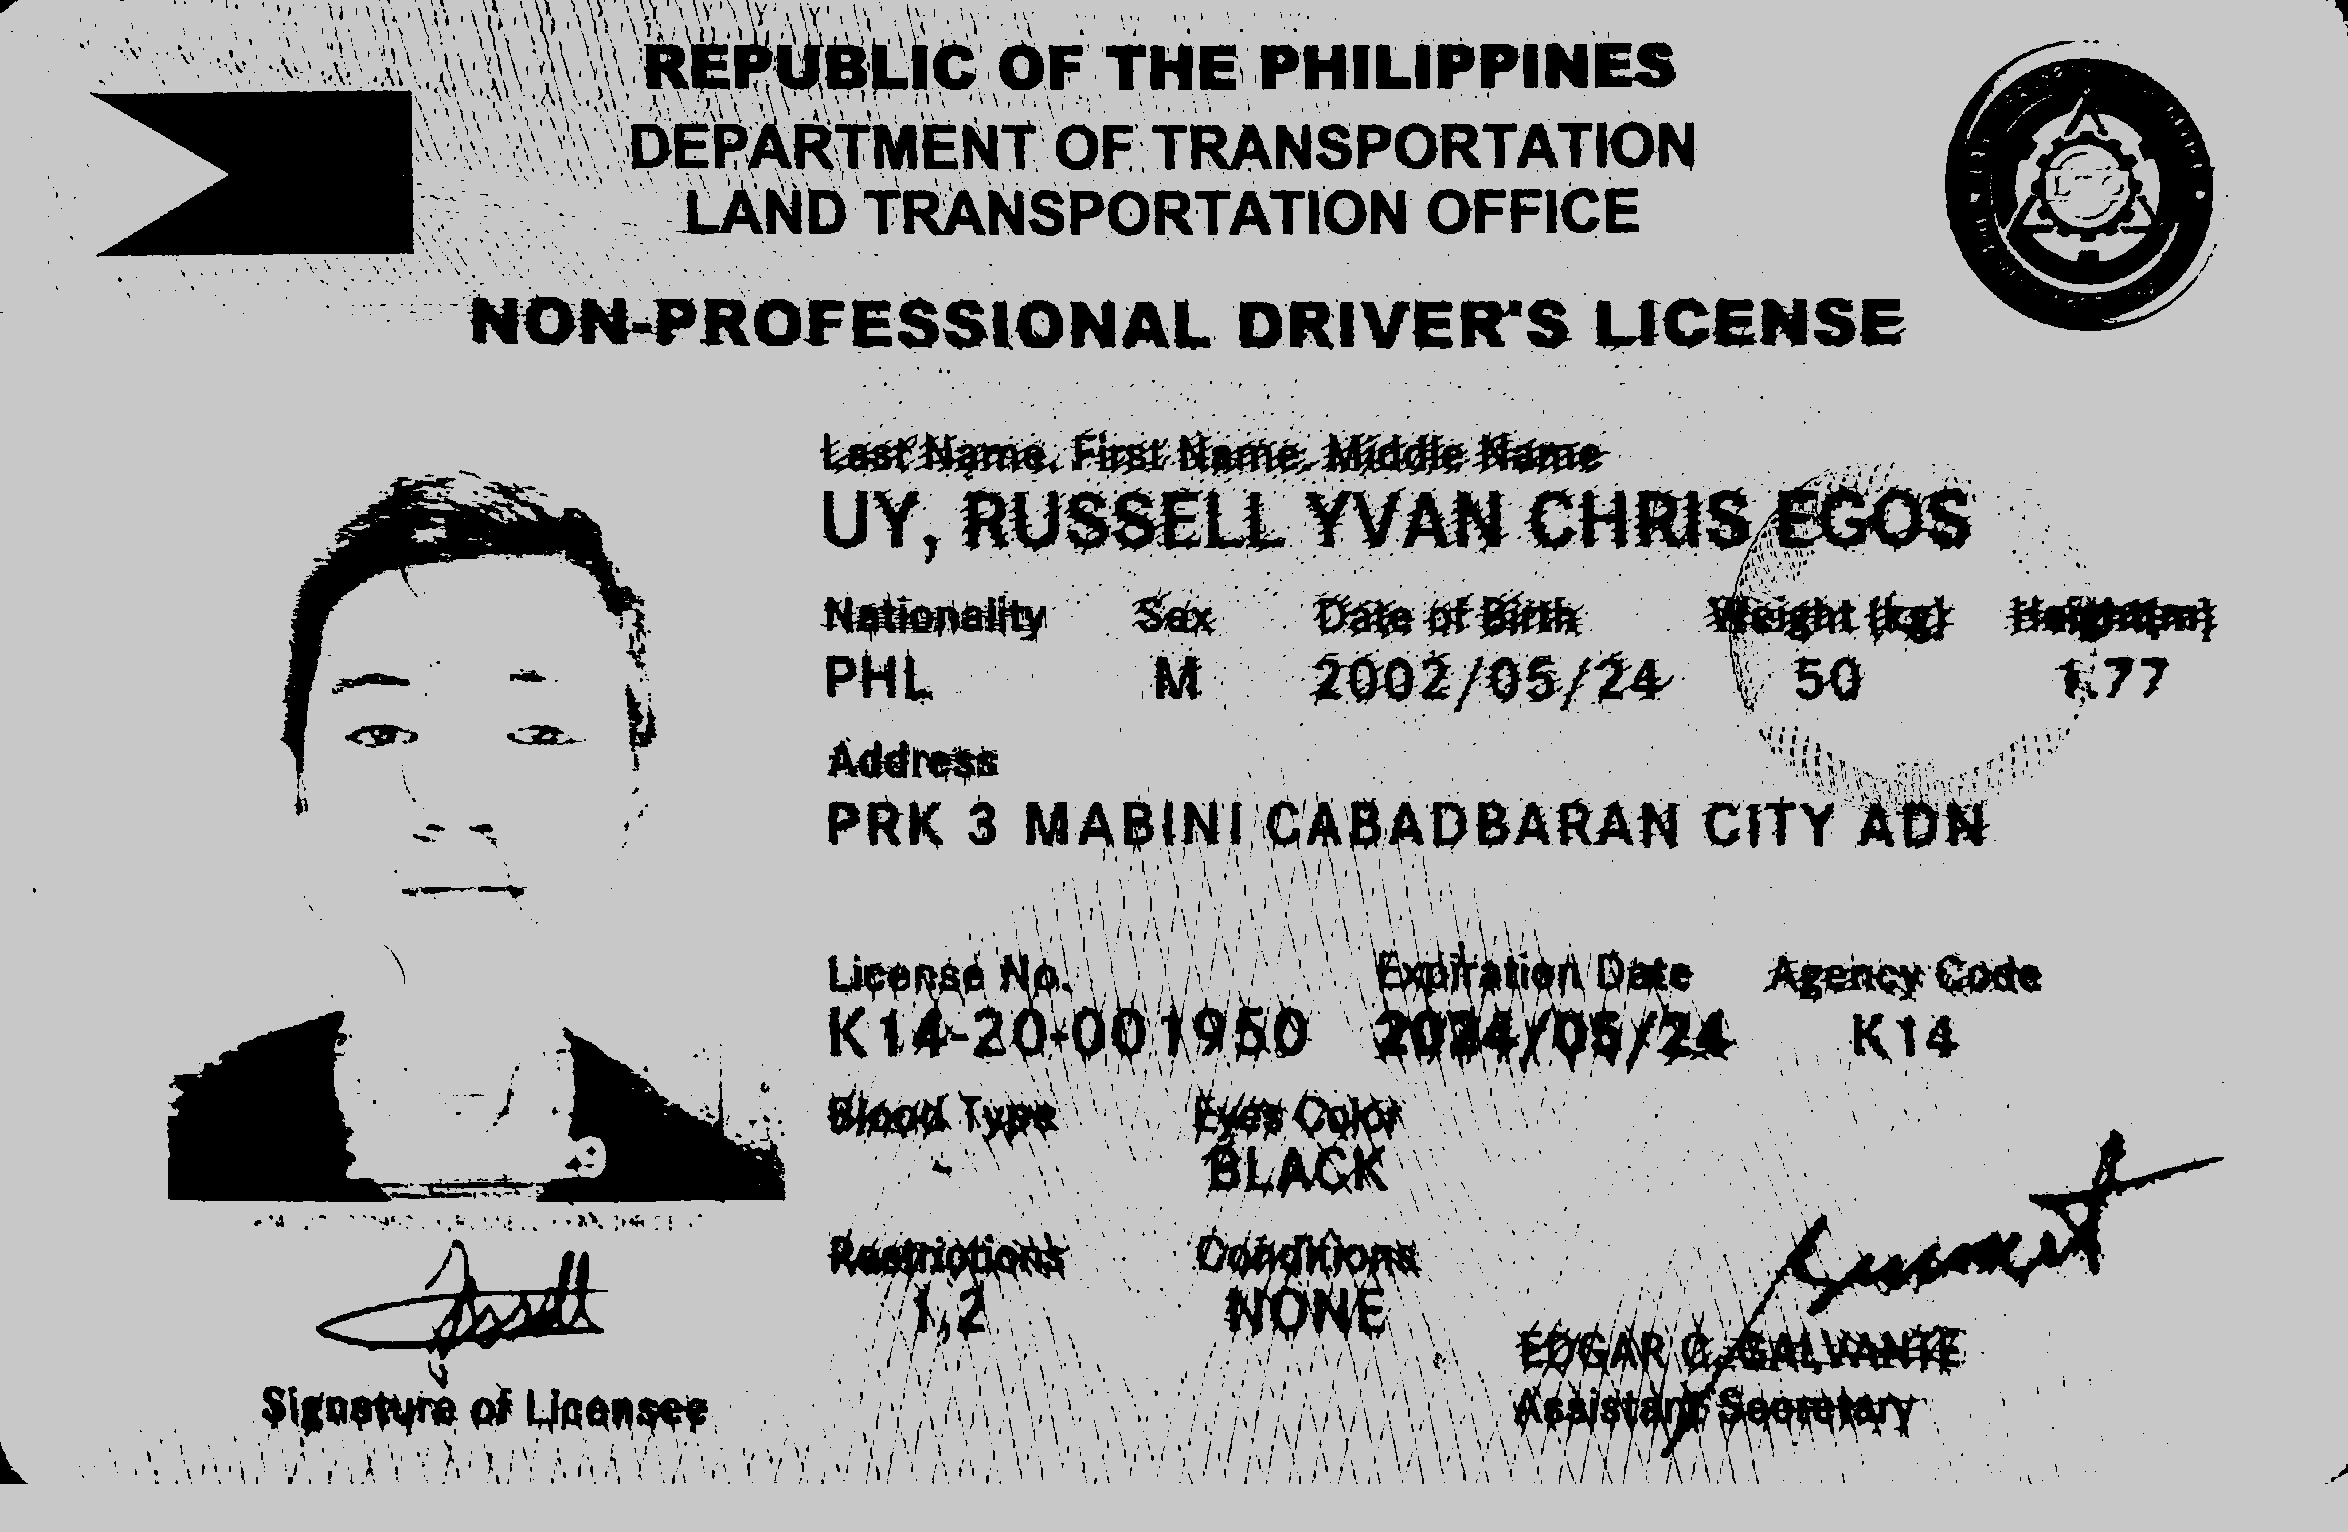 REPUBLIC OF THE PHILIPPINES
DEPARTMENT OF TRANSPORTATION
LAND TRANSPORTATION OFFICE
NON-PROFESSIONAL DRIVER'S LICENSE
Last Name, First Name, Middle Name
UY, RUSSELL YVAN CHRIS EGOS
Nationality Sex Date of Birth Weight (kg) Height(m)
PHL M 2002/05/24 50 1.77
Address
PRK 3 MABINI CABADBARAN CITY ADN
License No. Expiration Date Agency Code
K14-20-001950 2024/05/24 K14
Blood Type Eyes Color
- BLACK
Restrictions Conditions
1,2 NONE
EDGAR C. GALVANTE
Assistant Secretary
Signature of Licensee